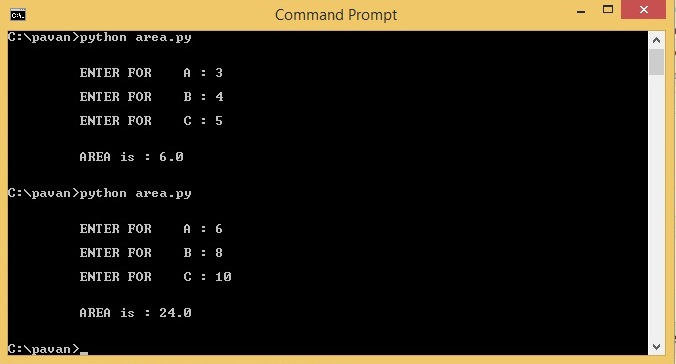 Command Prompt
C:\pavan>python area.py
ENTER FOR    A : 3
ENTER FOR    B : 4
ENTER FOR    C : 5
AREA is : 6.0
C:\pavan>python area.py
ENTER FOR    A : 6
ENTER FOR    B : 8
ENTER FOR    C : 10
AREA is : 24.0
C:\pavan>_